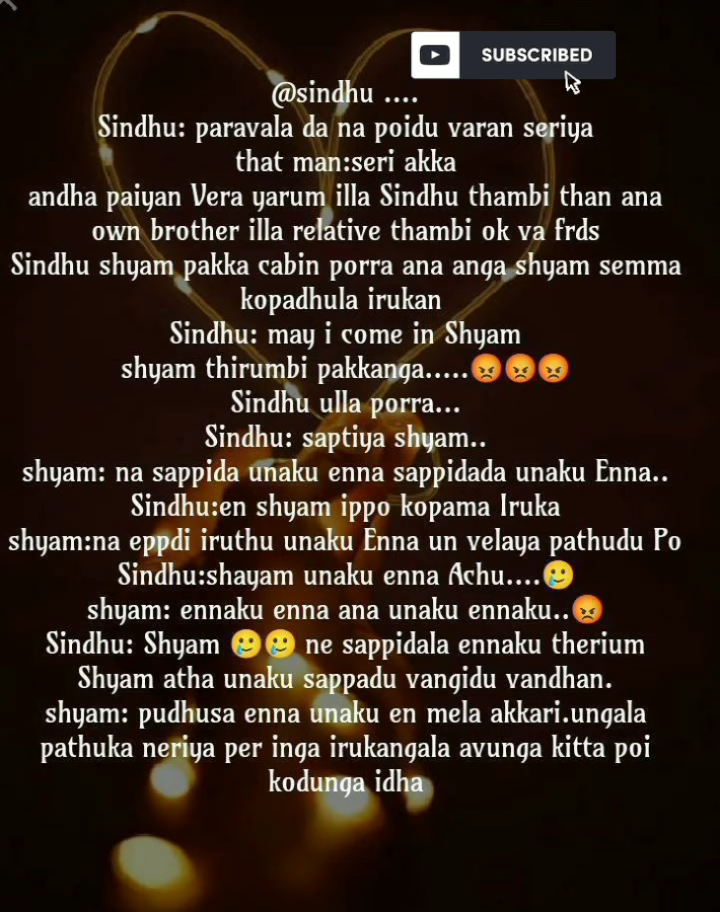 SUBSCRIBED
@sindhu ....
Sindhu: paravala da na poidu varan seriya
that man:seri akka
andha paiyan Vera yarum illa Sindhu thambi than ana
own brother illa relative thambi ok va frds
Sindhu shyam pakka cabin porra ana anga shyam semma
kopadhula irukan
Sindhu: may i come in Shyam
shyam thirumbi pakkanga.....😡😡😡
Sindhu ulla porra...
Sindhu: saptiya shyam..
shyam: na sappida unaku enna sappidada unaku Enna..
Sindhu:en shyam ippo kopama Iruka
shyam:na eppdi iruthu unaku Enna un velaya pathudu Po
Sindhu:shayam unaku enna Achu....🥲
shyam: ennaku enna ana unaku ennaku..😡
Sindhu: Shyam 🥲🥲 ne sappidala ennaku therium
Shyam atha unaku sappadu vangidu vandhan.
shyam: pudhusa enna unaku en mela akkari.ungala
pathuka neriya per inga irukangala avunga kitta poi
kodunga idha